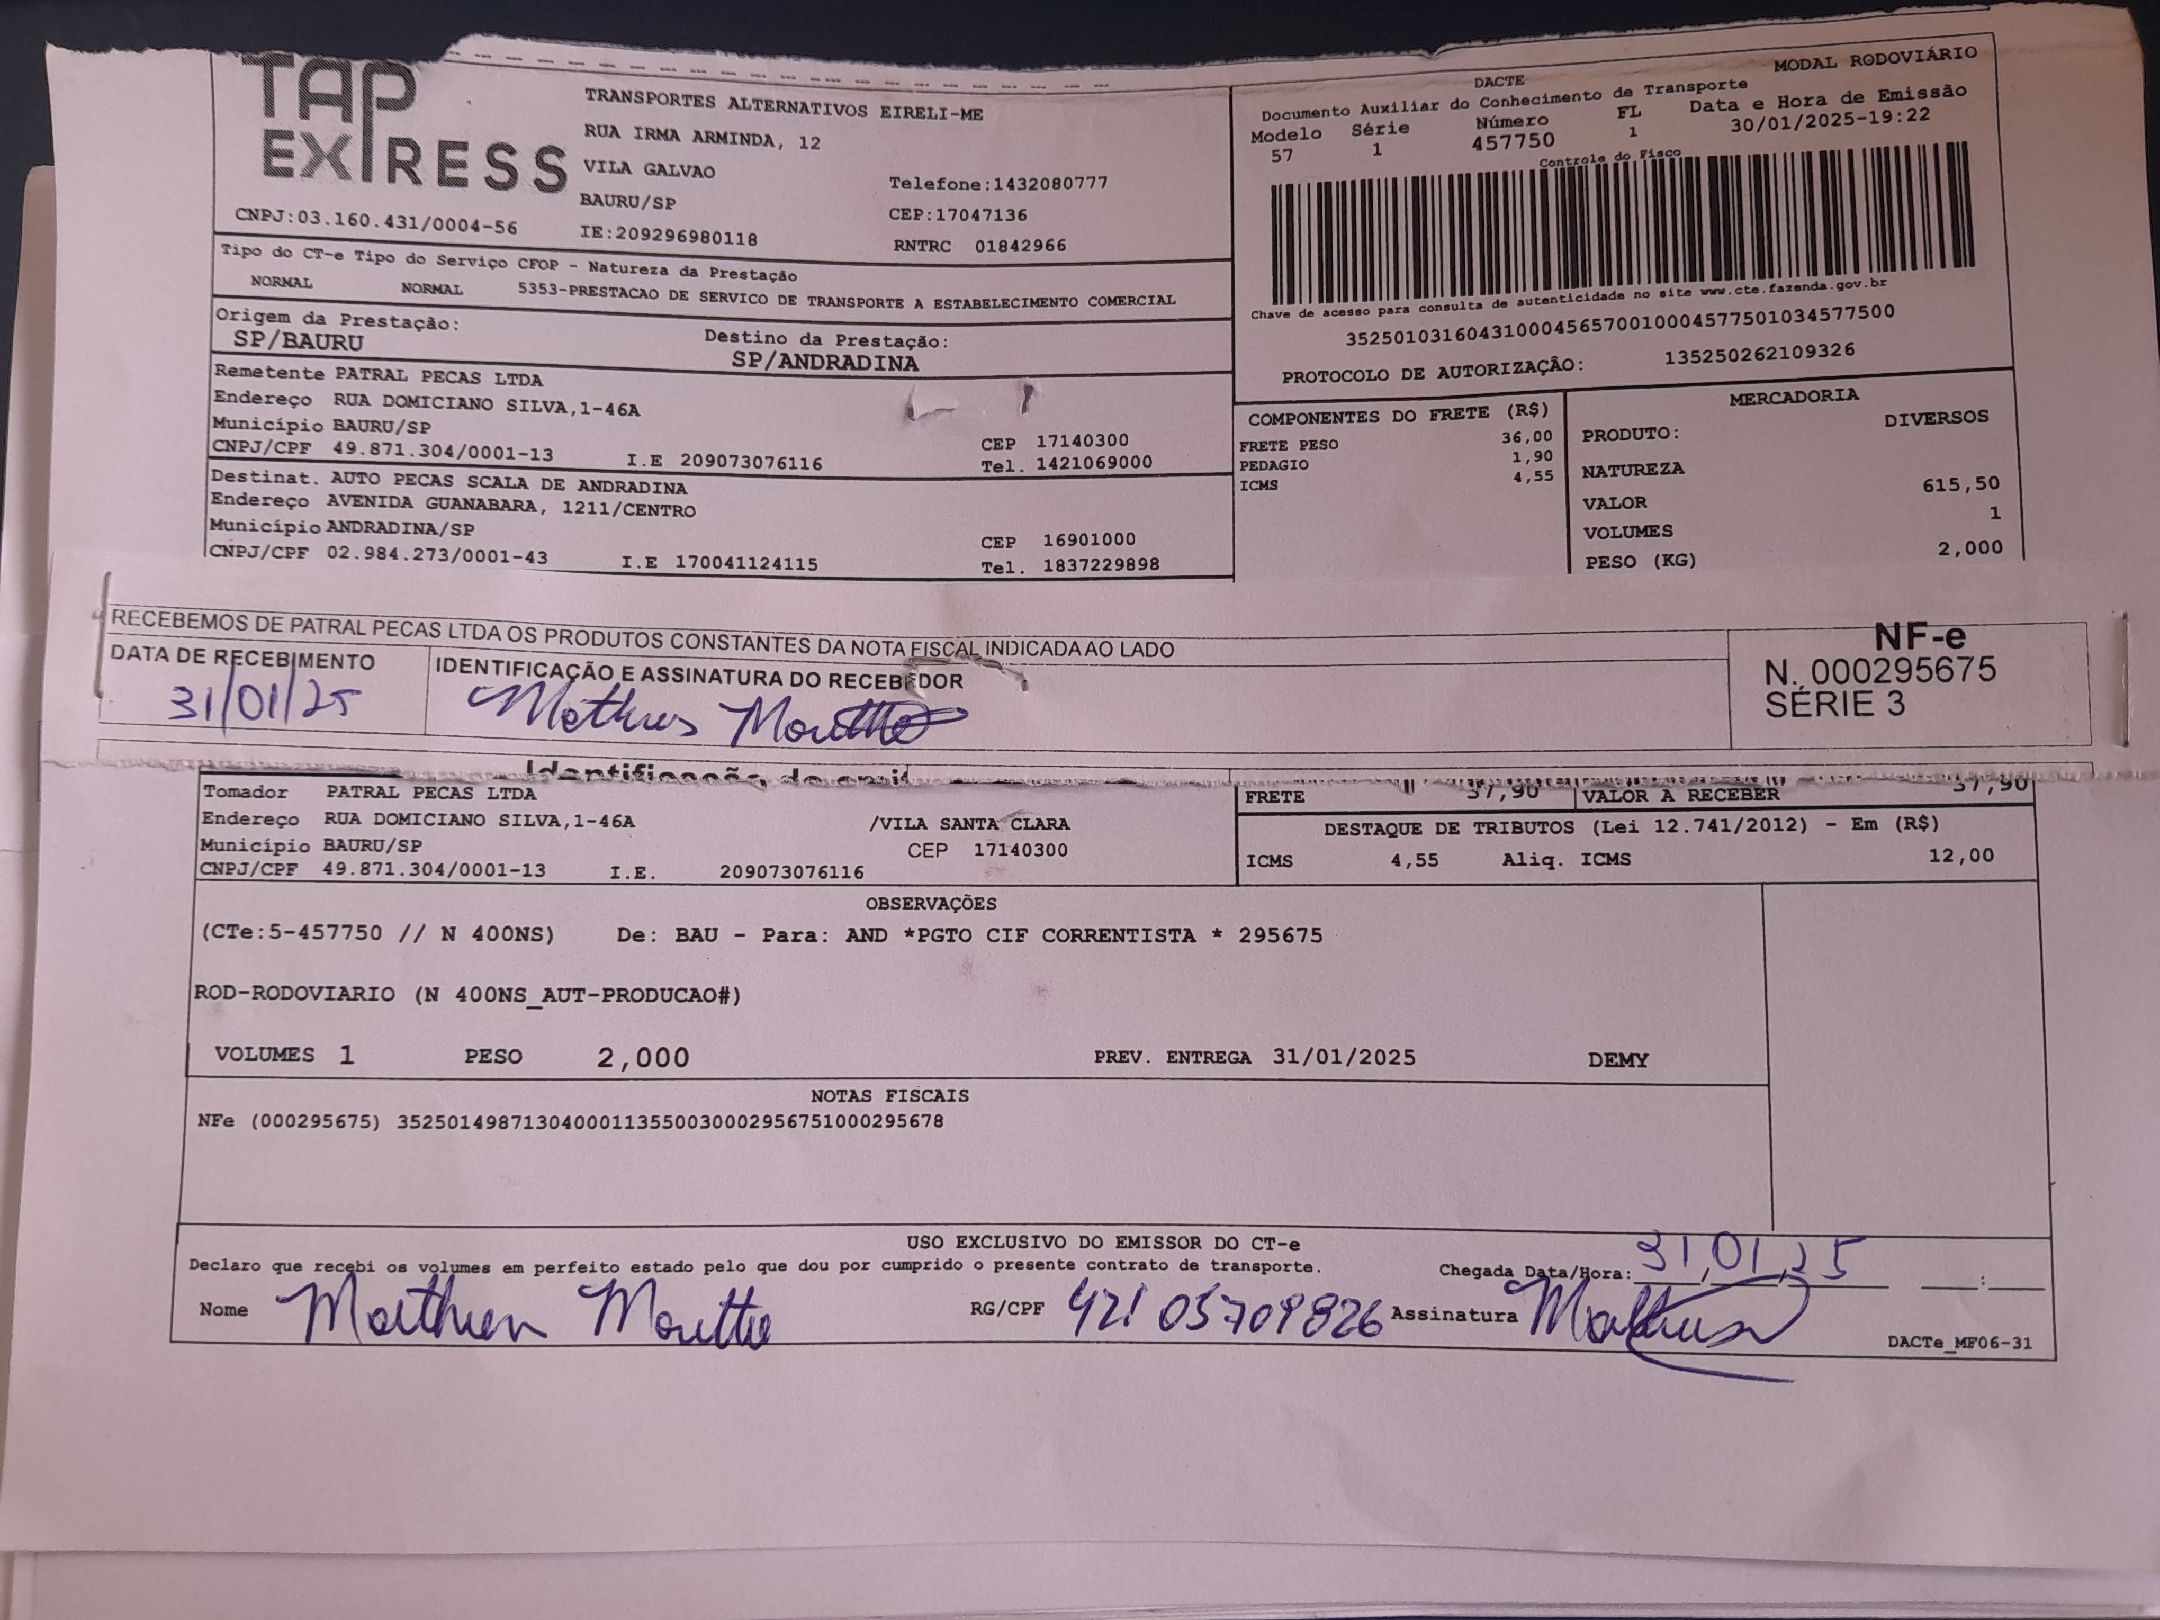 TAP
EXPRESS
CNPJ:03.160.431/0004-56
TRANSPORTES ALTERNATIVOS EIRELI-ME
RUA IRMA ARMINDA, 12
VILA GALVAO
BAURU/SP
IE:209296980118
Telefone:1432080777
CEP:17047136
RNTRC 01842966
MODAL RODOVIÁRIO
DACTE
Documento Auxiliar do Conhecimento de Transporte
Modelo Série Número FL Data e Hora de Emissão
57 1 457750 1 30/01/2025-19:22
Controle do Fisco
Chave de acesso para consulta de autenticidade no site www.cte.fazenda.gov.br
35250103160431000456570010004577501034577500
PROTOCOLO DE AUTORIZAÇÃO: 135250262109326
Tipo do CT-e Tipo do Serviço CFOP - Natureza da Prestação
NORMAL NORMAL 5353-PRESTACAO DE SERVICO DE TRANSPORTE A ESTABELECIMENTO COMERCIAL
Origem da Prestação: Destino da Prestação:
SP/BAURU SP/ANDRADINA
Remetente PATRAL PECAS LTDA
Endereço RUA DOMICIANO SILVA,1-46A
Município BAURU/SP CEP 17140300
CNPJ/CPF 49.871.304/0001-13 I.E 209073076116 Tel. 1421069000
Destinat. AUTO PECAS SCALA DE ANDRADINA
Endereço AVENIDA GUANABARA, 1211/CENTRO
Município ANDRADINA/SP CEP 16901000
CNPJ/CPF 02.984.273/0001-43 I.E 170041124115 Tel. 1837229898
COMPONENTES DO FRETE (R$)
FRETE PESO 36,00
PEDAGIO 1,90
ICMS 4,55
MERCADORIA
PRODUTO: DIVERSOS
NATUREZA
VALOR 615,50
VOLUMES 1
PESO (KG) 2,000
RECEBEMOS DE PATRAL PECAS LTDA OS PRODUTOS CONSTANTES DA NOTA FISCAL INDICADA AO LADO
DATA DE RECEBIMENTO IDENTIFICAÇÃO E ASSINATURA DO RECEBEDOR
31/01/25
NF-e
N. 000295675
SÉRIE 3
Tomador PATRAL PECAS LTDA
Endereço RUA DOMICIANO SILVA,1-46A /VILA SANTA CLARA
Município BAURU/SP CEP 17140300
CNPJ/CPF 49.871.304/0001-13 I.E. 209073076116
FRETE 37,90 VALOR A RECEBER 37,90
DESTAQUE DE TRIBUTOS (Lei 12.741/2012) - Em (R$)
ICMS 4,55 Aliq. ICMS 12,00
OBSERVAÇÕES
(CTe:5-457750 // N 400NS) De: BAU - Para: AND *PGTO CIF CORRENTISTA * 295675
ROD-RODOVIARIO (N 400NS_AUT-PRODUCAO#)
VOLUMES 1 PESO 2,000 PREV. ENTREGA 31/01/2025 DEMY
NOTAS FISCAIS
NFe (000295675) 35250149871304000113550030002956751000295678
USO EXCLUSIVO DO EMISSOR DO CT-e
Declaro que recebi os volumes em perfeito estado pelo que dou por cumprido o presente contrato de transporte. Chegada Data/Hora: 31,01,25 :
Nome RG/CPF 42105709826 Assinatura
DACTe_MF06-31